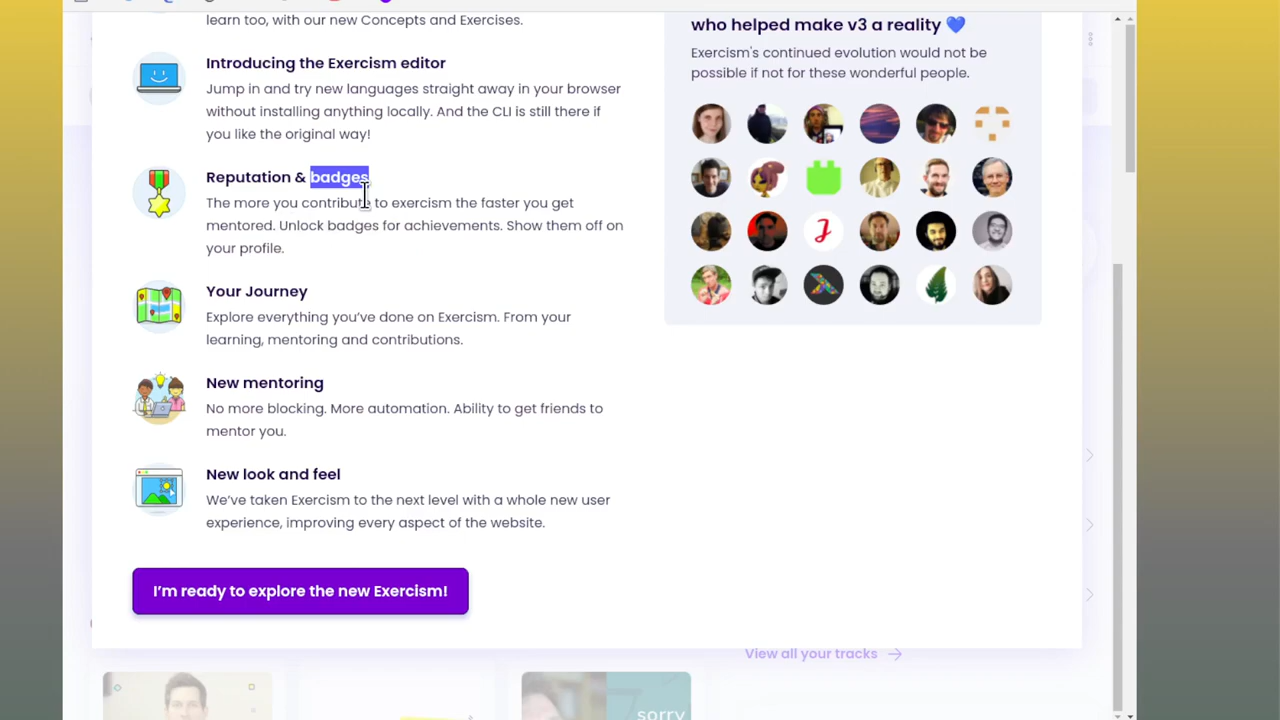 learn too, with our new Concepts and Exercises.
Introducing the Exercism editor
Jump in and try new languages straight away in your browser
without installing anything locally. And the CLI is still there if
you like the original way!
Reputation & badges
The more you contribute to exercism the faster you get
mentored. Unlock badges for achievements. Show them off on
your profile.
Your Journey
Explore everything you’ve done on Exercism. From your
learning, mentoring and contributions.
New mentoring
No more blocking. More automation. Ability to get friends to
mentor you.
New look and feel
We’ve taken Exercism to the next level with a whole new user
experience, improving every aspect of the website.
I’m ready to explore the new Exercism!
who helped make v3 a reality 💙
Exercism's continued evolution would not be
possible if not for these wonderful people.
View all your tracks →
sorry